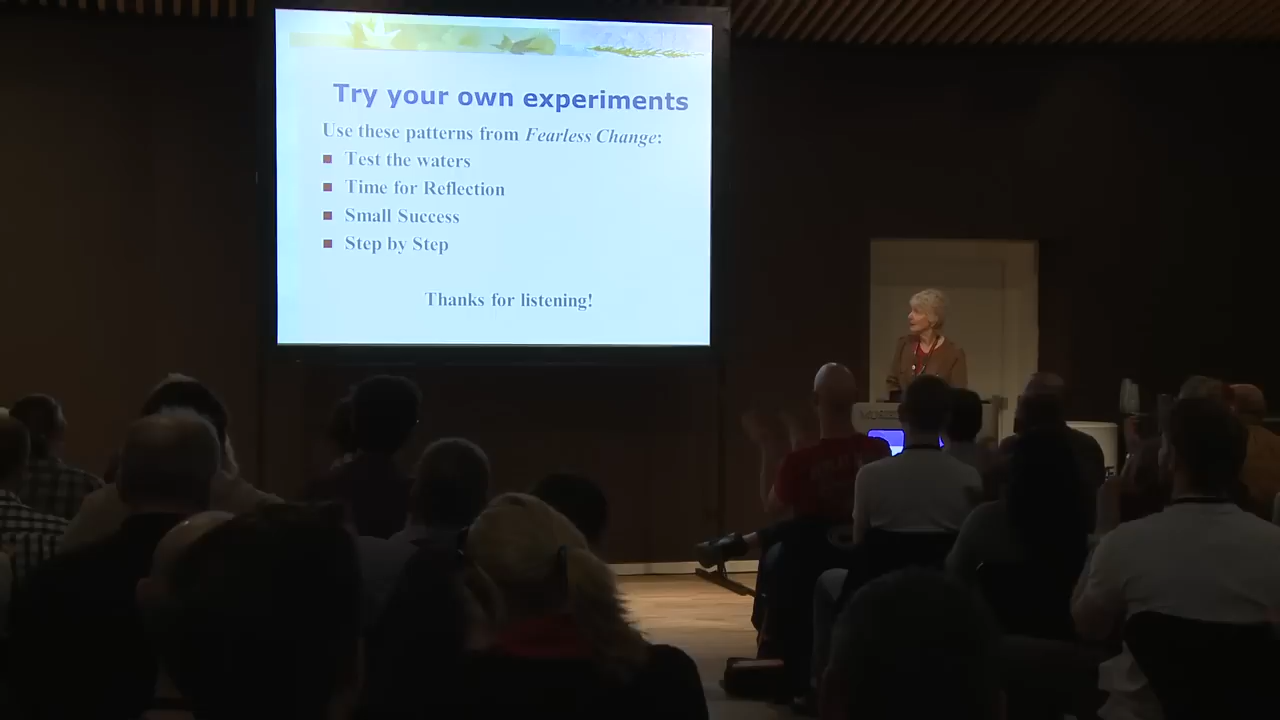 Try your own experiments
Use these patterns from Fearless Change:
Test the waters
Time for Reflection
Small Success
Step by Step
Thanks for listening!